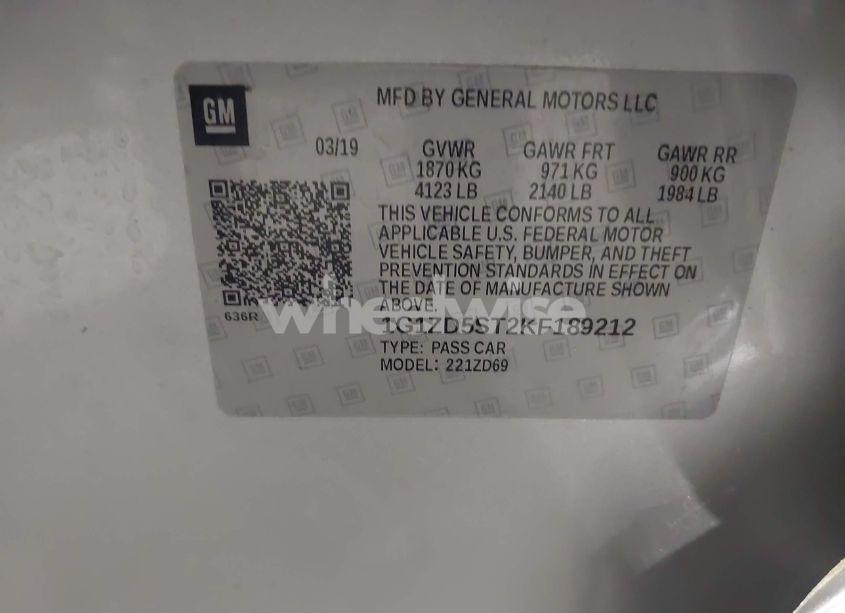 GM
MFD BY GENERAL MOTORS LLC
03/19 GVWR GAWR FRT GAWR RR
1870 KG 971 KG 900 KG
4123 LB 2140 LB 1984 LB
THIS VEHICLE CONFORMS TO ALL
APPLICABLE U.S. FEDERAL MOTOR
VEHICLE SAFETY, BUMPER, AND THEFT
PREVENTION STANDARDS IN EFFECT ON
THE DATE OF MANUFACTURE SHOWN
ABOVE.
636R
wheelwise
1G1ZD5ST2KF189212
TYPE: PASS CAR
MODEL: 221ZD69